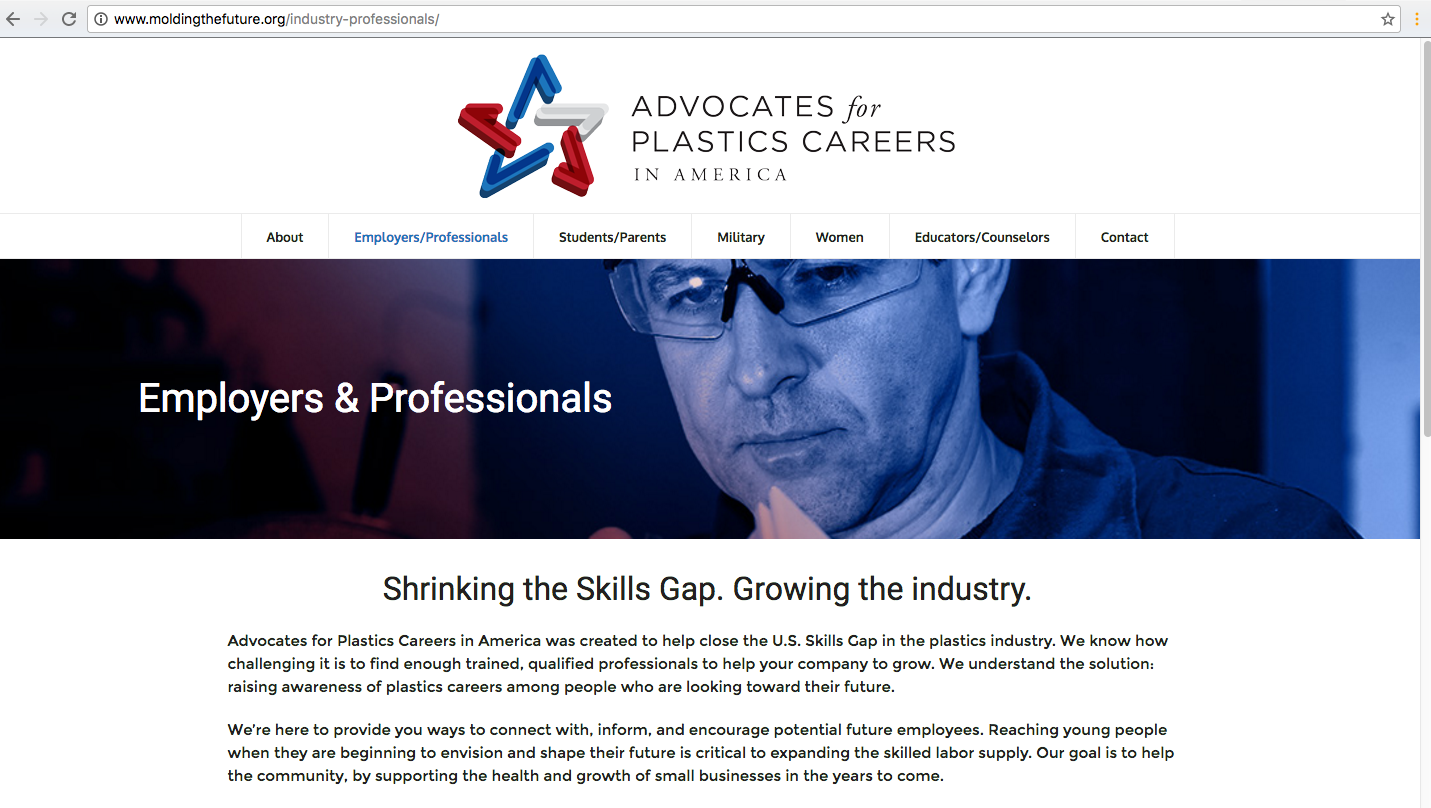 www.moldingthefuture.org/industry-professionals/
ADVOCATES for
PLASTICS CAREERS
IN AMERICA
About Employers/Professionals Students/Parents Military Women Educators/Counselors Contact
Employers & Professionals
Shrinking the Skills Gap. Growing the industry.
Advocates for Plastics Careers in America was created to help close the U.S. Skills Gap in the plastics industry. We know how
challenging it is to find enough trained, qualified professionals to help your company to grow. We understand the solution:
raising awareness of plastics careers among people who are looking toward their future.
We're here to provide you ways to connect with, inform, and encourage potential future employees. Reaching young people
when they are beginning to envision and shape their future is critical to expanding the skilled labor supply. Our goal is to help
the community, by supporting the health and growth of small businesses in the years to come.